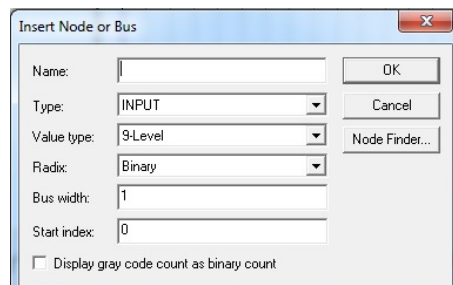 Insert Node or Bus
Name:
OK
Type: INPUT
Cancel
Value type: 9-Level
Node Finder...
Radix: Binary
Bus width: 1
Start index: 0
Display gray code count as binary count